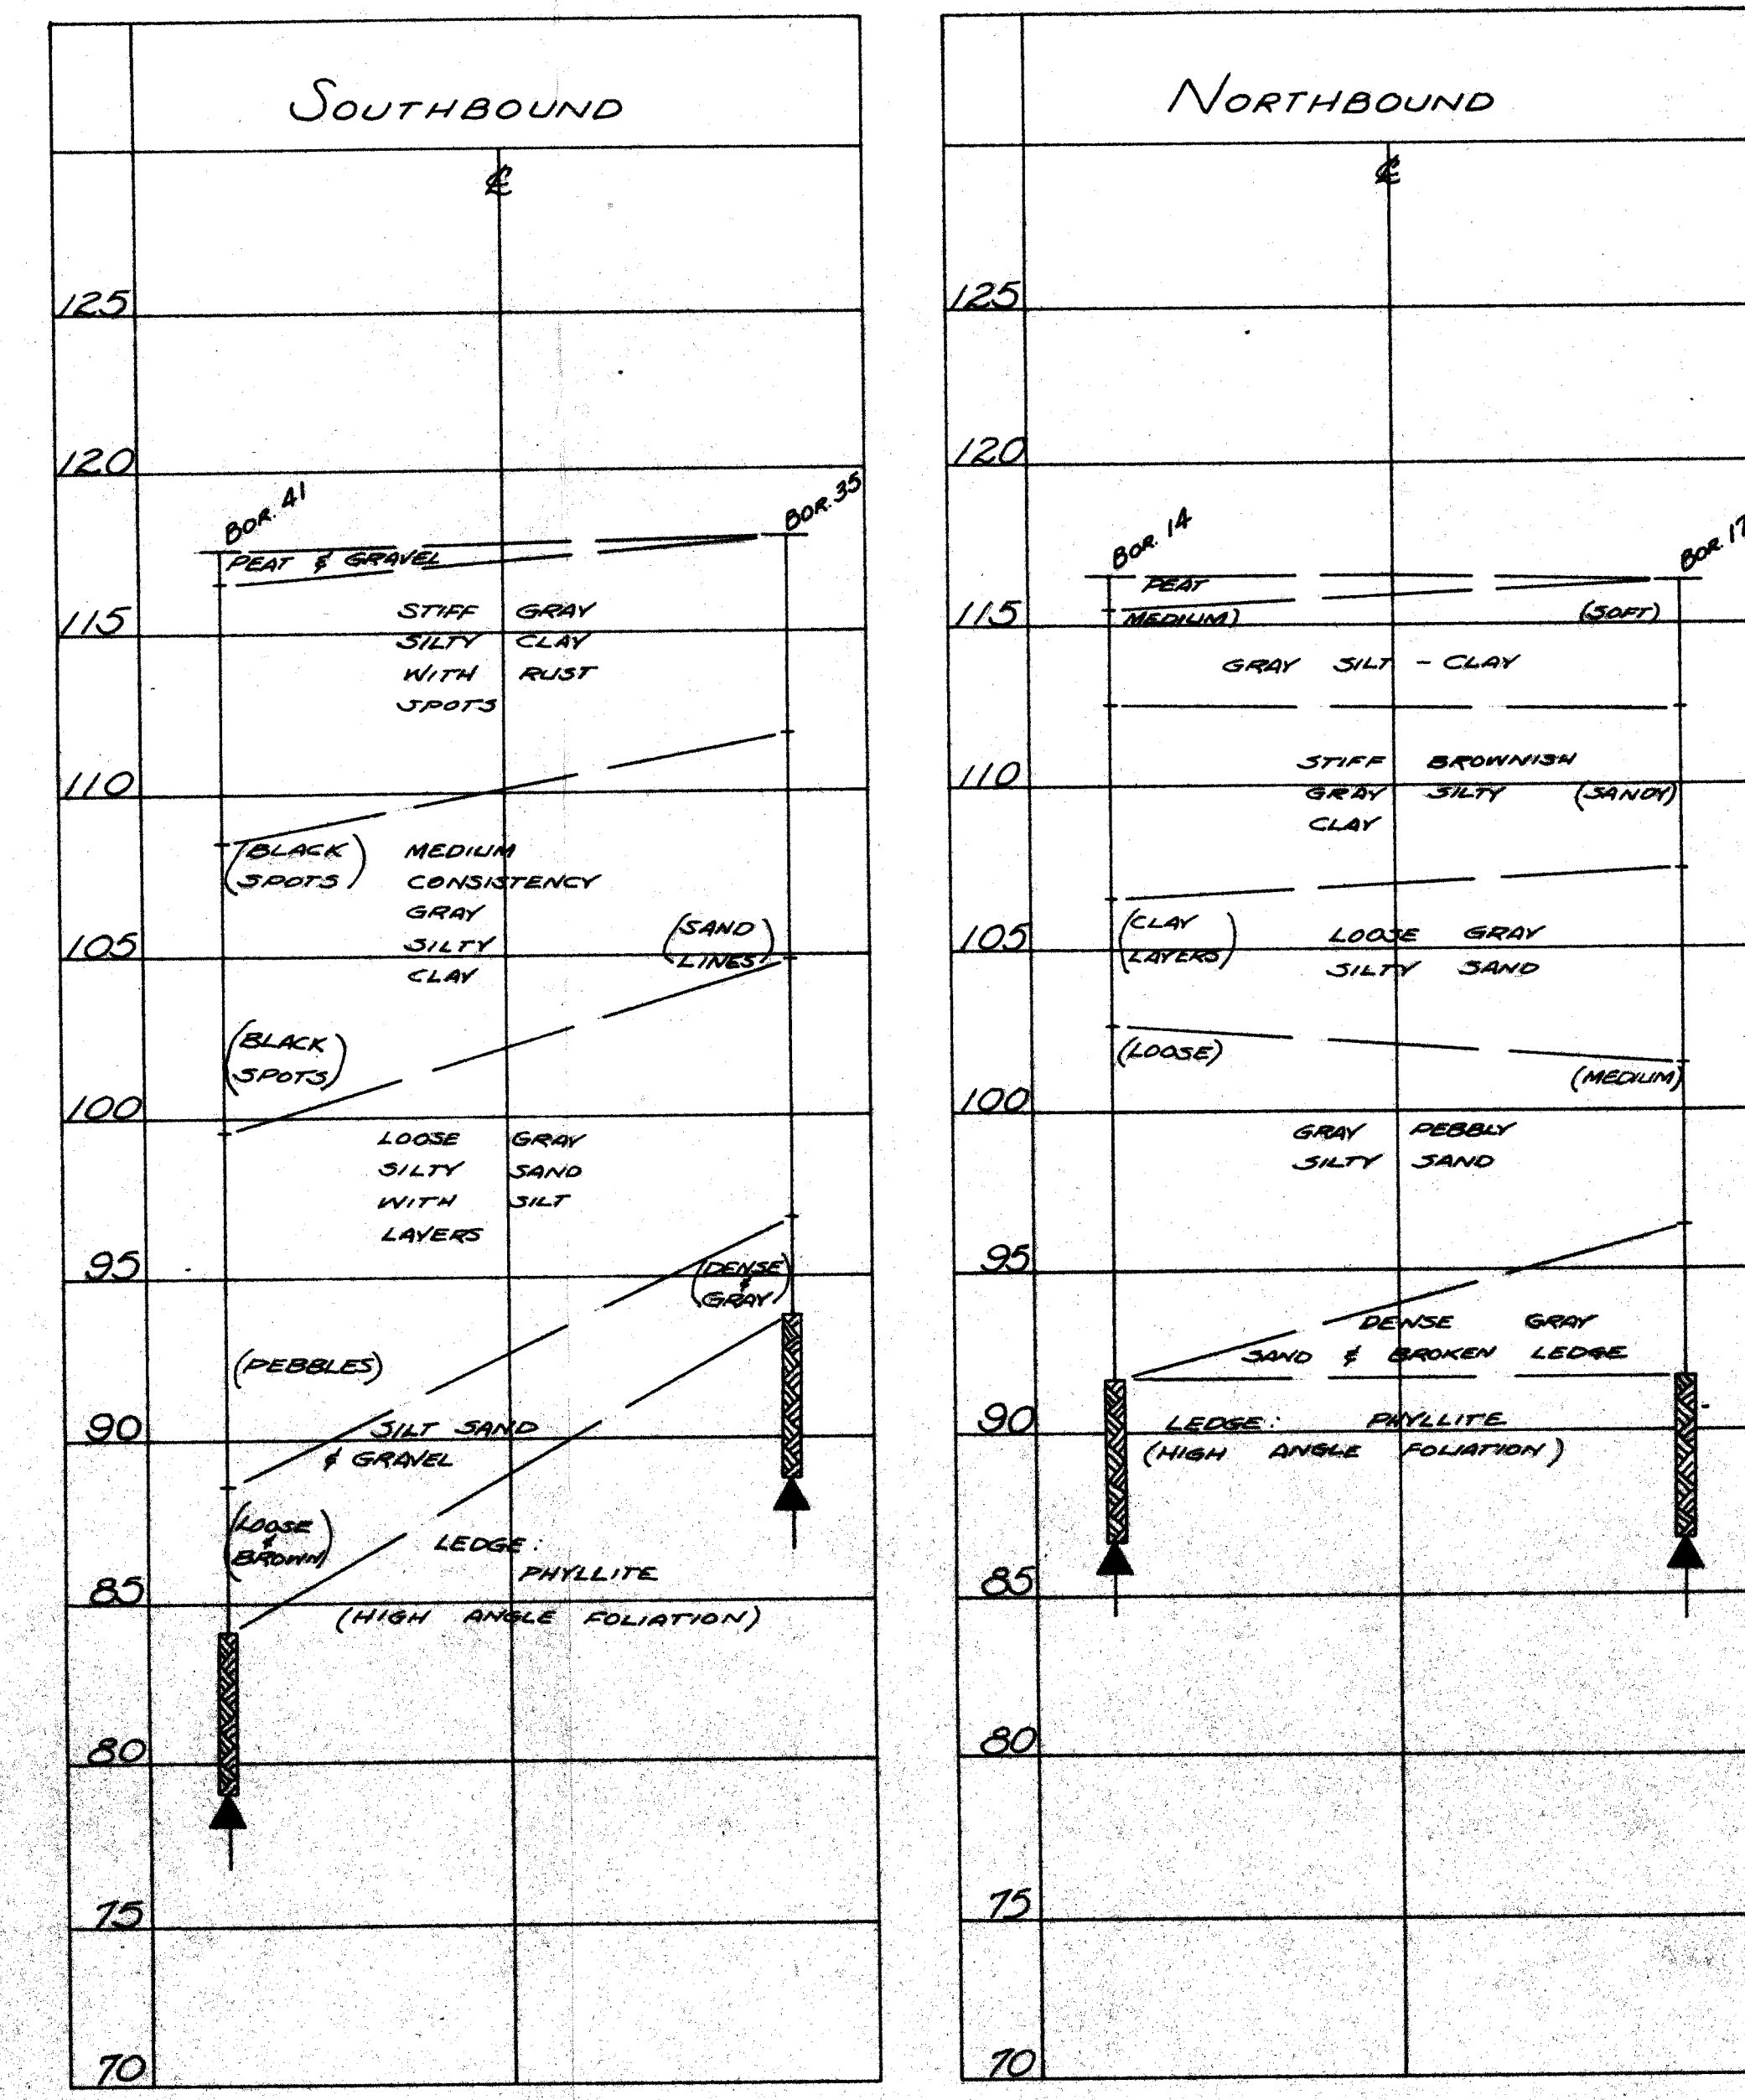 SOUTHBOUND
℄
125
120
BOR. 41
BOR. 35
PEAT & GRAVEL
115
STIFF GRAY
SILTY CLAY
WITH RUST
SPOTS
110
(BLACK
SPOTS)
MEDIUM
CONSISTENCY
GRAY
SILTY
CLAY
(SAND
LINES)
105
(BLACK
SPOTS)
100
LOOSE GRAY
SILTY SAND
WITH SILT
LAYERS
95
(DENSE
&
GRAY)
(PEBBLES)
90
SILT SAND
& GRAVEL
(LOOSE
&
BROWN)
LEDGE:
PHYLLITE
85
(HIGH ANGLE FOLIATION)
80
75
70
NORTHBOUND
℄
125
120
BOR. 14
BOR. 17
PEAT
115
MEDIUM)
(SOFT)
GRAY SILT - CLAY
110
STIFF BROWNISH
GRAY SILTY (SANDY)
CLAY
105
(CLAY
LAYERS)
LOOSE GRAY
SILTY SAND
(LOOSE)
(MEDIUM)
100
GRAY PEBBLY
SILTY SAND
95
DENSE GRAY
SAND & BROKEN LEDGE
90
LEDGE: PHYLLITE
(HIGH ANGLE FOLIATION)
85
80
75
70